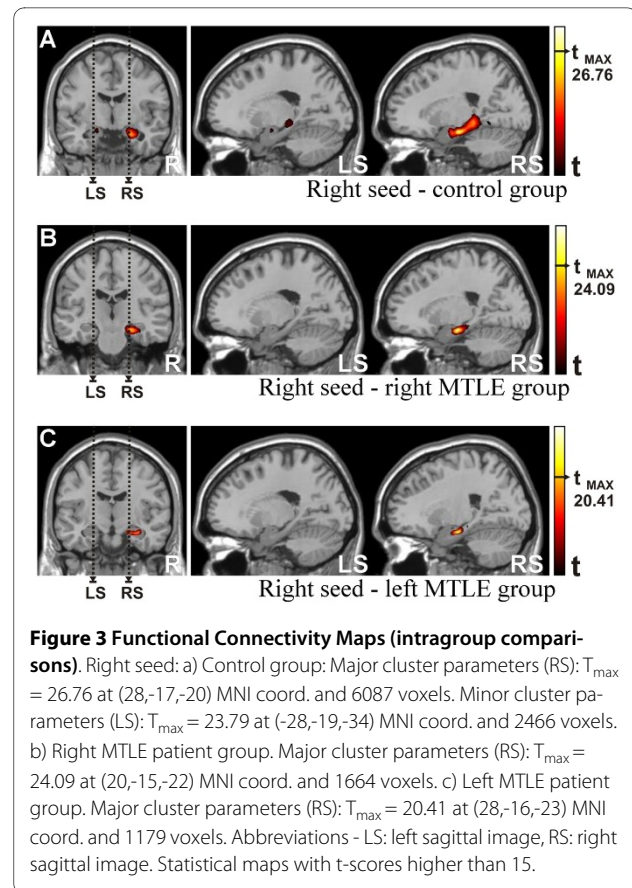 A
R
LS
RS
LS
RS
t MAX
26.76
t
Right seed - control group
B
R
LS
RS
LS
RS
t MAX
24.09
t
Right seed - right MTLE group
C
R
LS
RS
LS
RS
t MAX
20.41
t
Right seed - left MTLE group
Figure 3 Functional Connectivity Maps (intragroup compari-
sons). Right seed: a) Control group: Major cluster parameters (RS): Tmax
= 26.76 at (28,-17,-20) MNI coord. and 6087 voxels. Minor cluster pa-
rameters (LS): Tmax = 23.79 at (-28,-19,-34) MNI coord. and 2466 voxels.
b) Right MTLE patient group. Major cluster parameters (RS): Tmax =
24.09 at (20,-15,-22) MNI coord. and 1664 voxels. c) Left MTLE patient
group. Major cluster parameters (RS): Tmax = 20.41 at (28,-16,-23) MNI
coord. and 1179 voxels. Abbreviations - LS: left sagittal image, RS: right
sagittal image. Statistical maps with t-scores higher than 15.